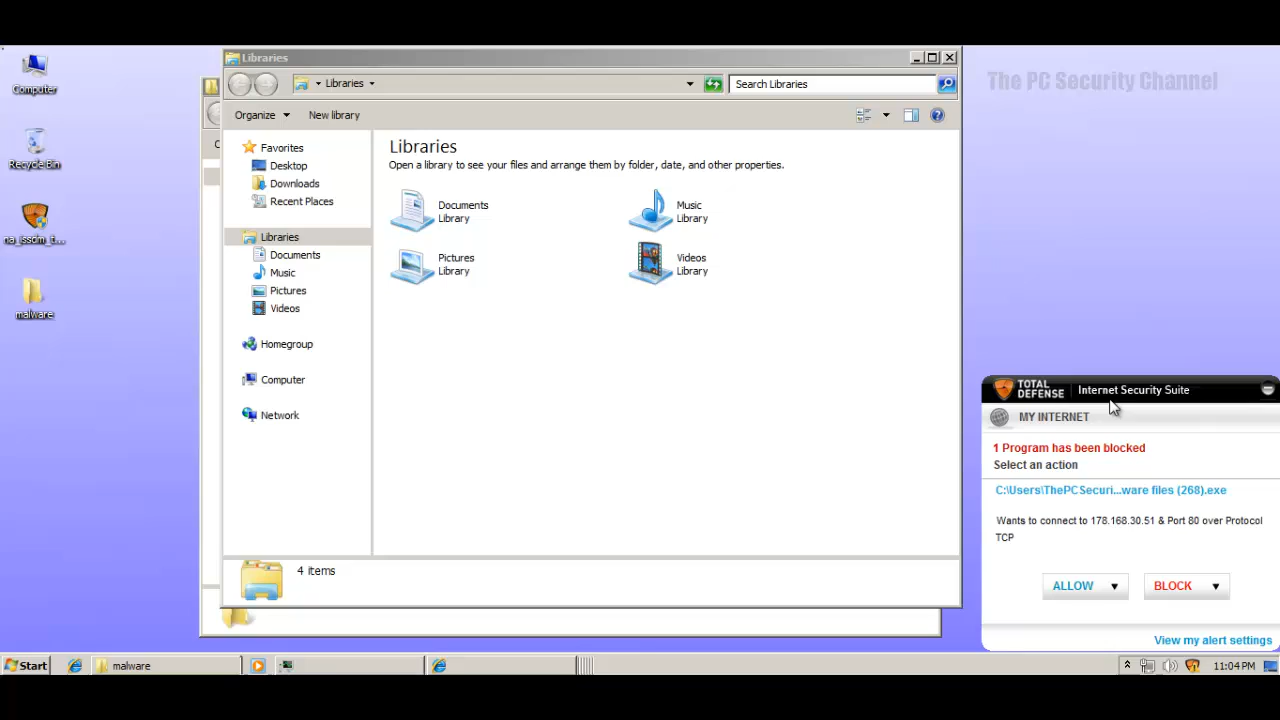 Computer
Recycle Bin
na_issdm_t...
malware
Libraries
Libraries
Search Libraries
Organize
New library
Favorites
Desktop
Downloads
Recent Places
Libraries
Documents
Music
Pictures
Videos
Homegroup
Computer
Network
Libraries
Open a library to see your files and arrange them by folder, date, and other properties.
Documents
Library
Music
Library
Pictures
Library
Videos
Library
4 items
The PC Security Channel
TOTAL
DEFENSE
Internet Security Suite
MY INTERNET
1 Program has been blocked
Select an action
C:\Users\ThePCSecuri...ware files (268).exe
Wants to connect to 178.168.30.51 & Port 80 over Protocol
TCP
ALLOW
BLOCK
View my alert settings
Start
malware
11:04 PM